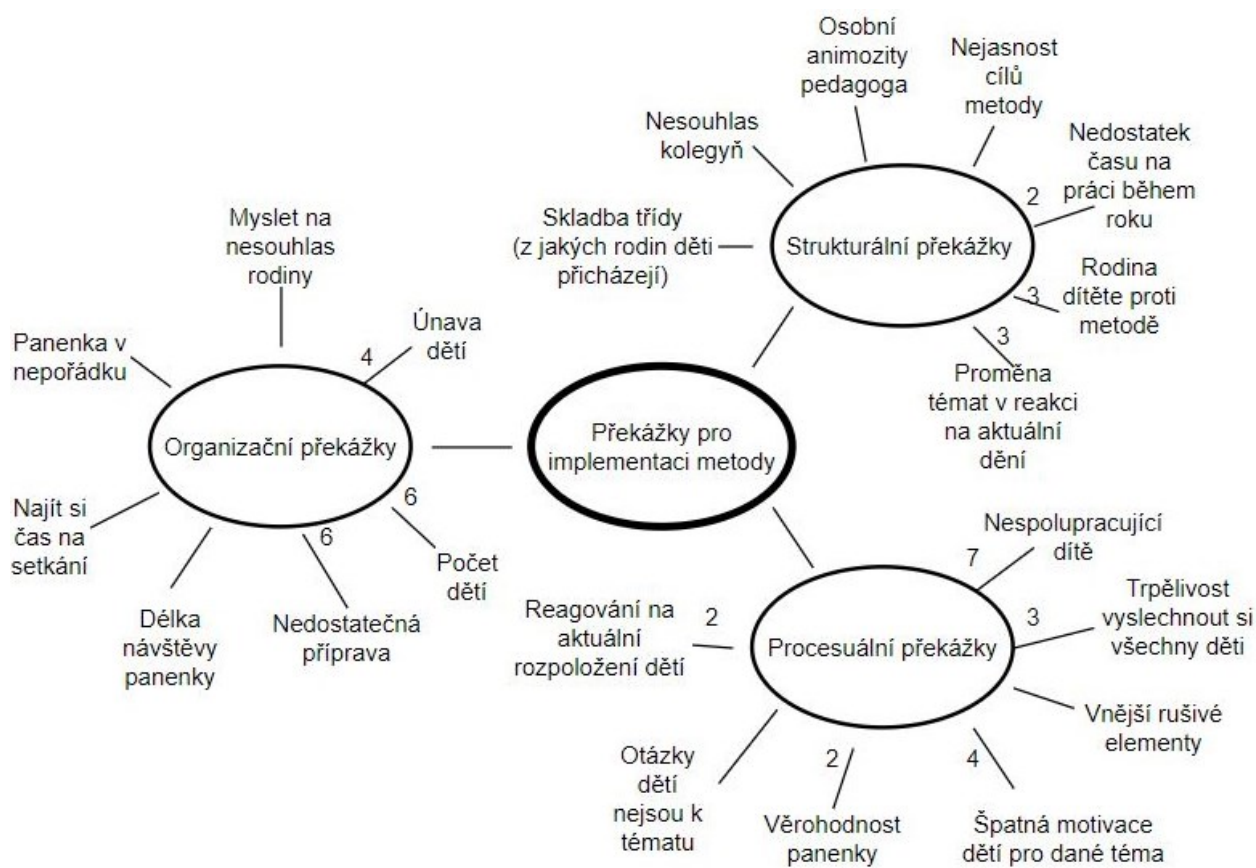 Překážky pro
implementaci metody
Strukturální překážky
Skladba třídy
(z jakých rodin děti
přicházejí)
Nesouhlas
kolegyň
Osobní
animozity
pedagoga
Nejasnost
cílů
metody
2
Nedostatek
času na
práci během
roku
3
Rodina
dítěte proti
metodě
3
Proměna
témat v reakci
na aktuální
dění
Organizační překážky
Myslet na
nesouhlas
rodiny
4
Únava
dětí
Panenka v
nepořádku
Najít si
čas na
setkání
Délka
návštěvy
panenky
6
Nedostatečná
příprava
6
Počet
dětí
Procesuální překážky
7
Nespolupracující
dítě
3
Trpělivost
vyslechnout si
všechny děti
Vnější rušivé
elementy
4
Špatná motivace
dětí pro dané téma
2
Věrohodnost
panenky
Otázky
dětí
nejsou k
tématu
2
Reagování na
aktuální
rozpoložení dětí